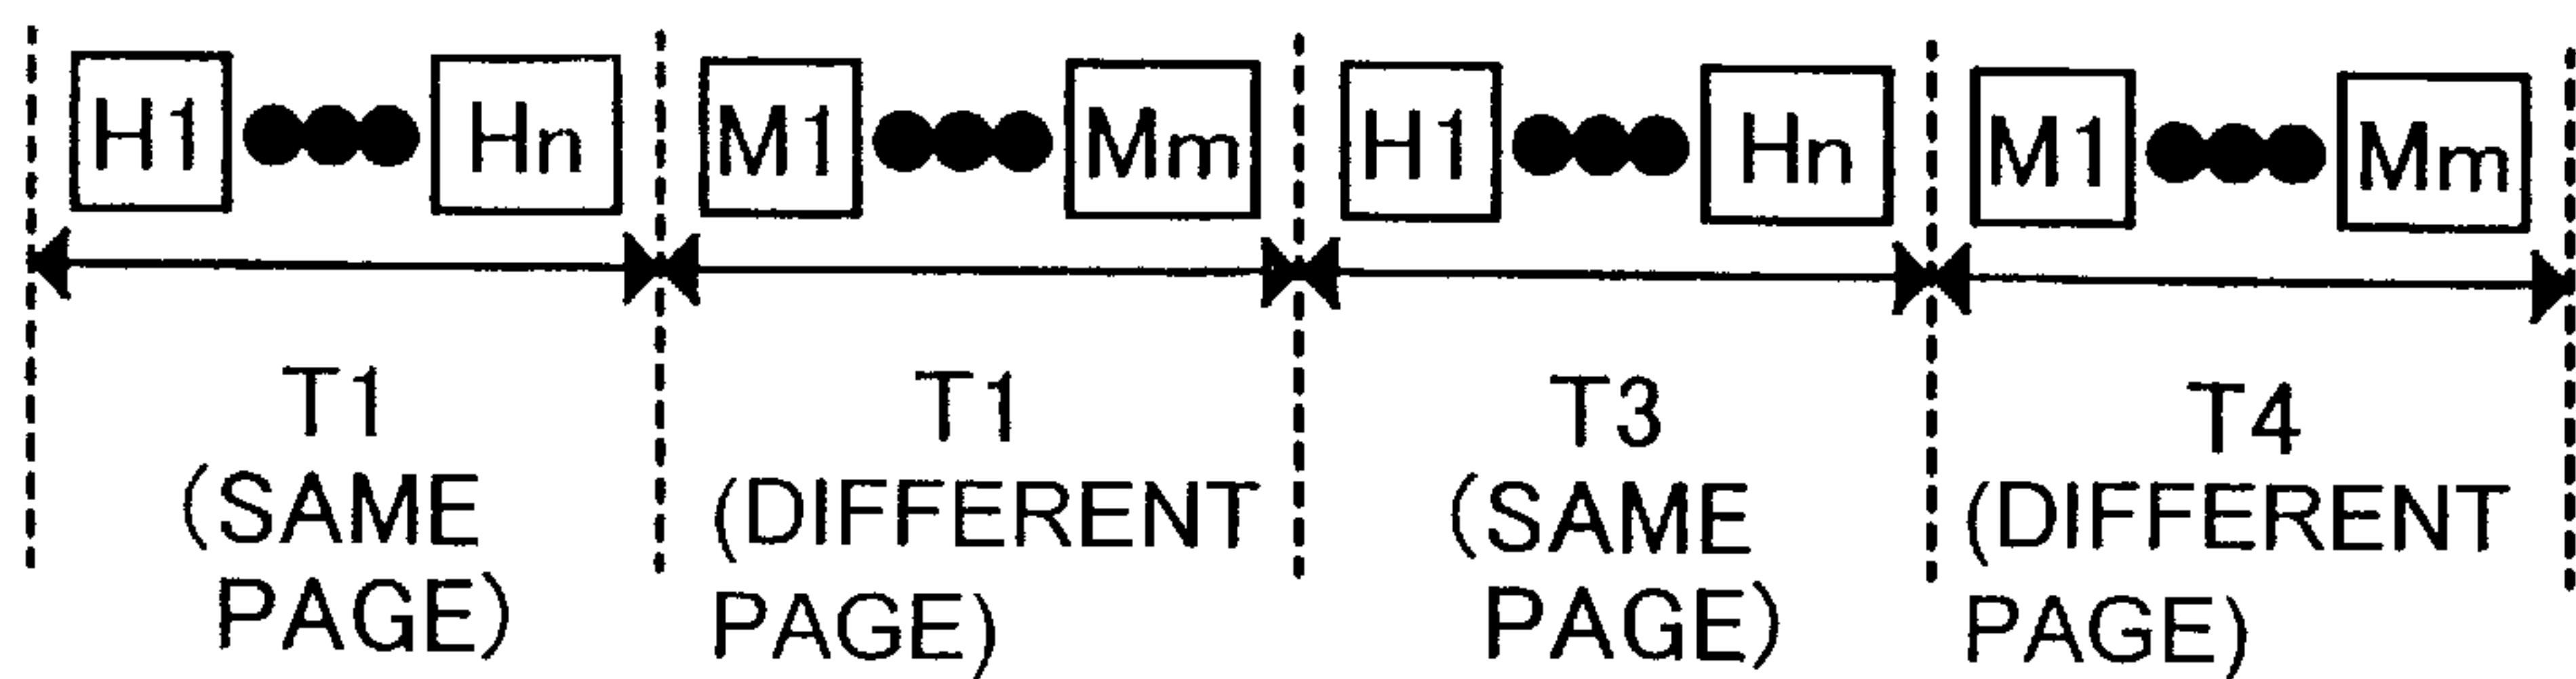 H1 ●●● Hn M1 ●●● Mm H1 ●●● Hn M1 ●●● Mm
T1 T1 T3 T4
(SAME (DIFFERENT (SAME (DIFFERENT
PAGE) PAGE) PAGE) PAGE)